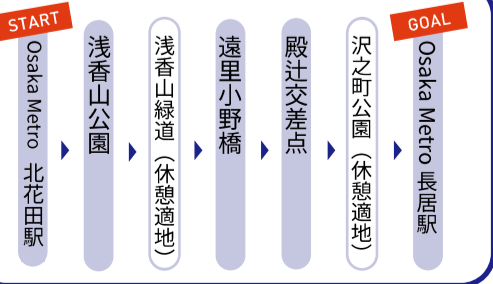 START
Osaka Metro 北花田駅
浅香山公園
浅香山緑道（休憩適地）
遠里小野橋
殿辻交差点
沢之町公園（休憩適地）
GOAL
Osaka Metro 長居駅